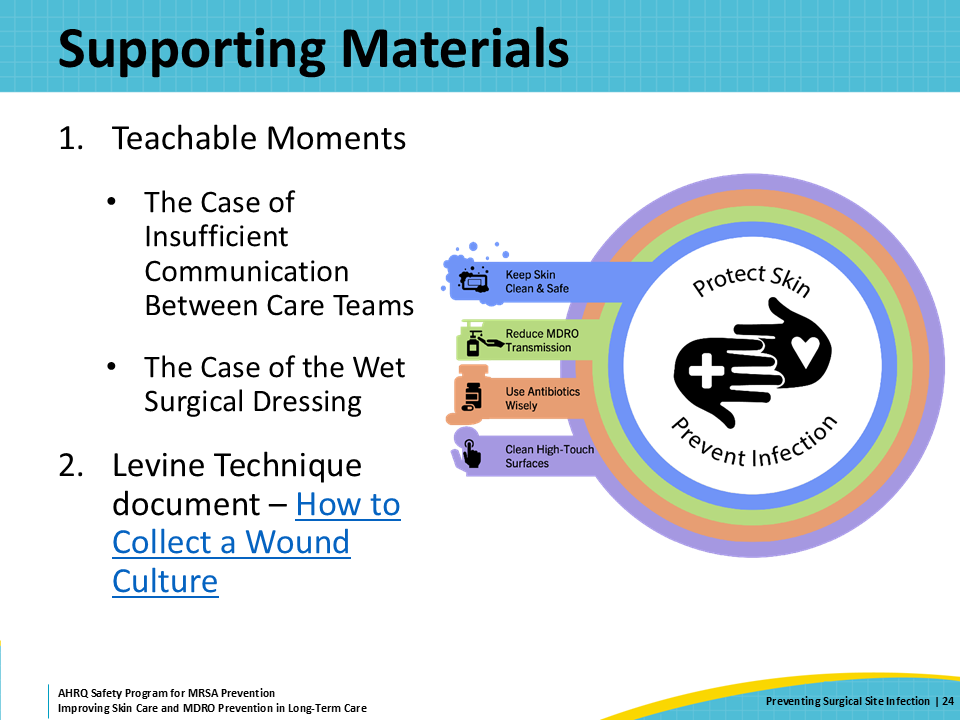 Supporting Materials
1. Teachable Moments
• The Case of
Insufficient
Communication
Between Care Teams
• The Case of the Wet
Surgical Dressing
2. Levine Technique
document – How to
Collect a Wound
Culture
Keep Skin
Clean & Safe
Reduce MDRO
Transmission
Use Antibiotics
Wisely
Clean High-Touch
Surfaces
Protect Skin
Prevent Infection
AHRQ Safety Program for MRSA Prevention
Improving Skin Care and MDRO Prevention in Long-Term Care
Preventing Surgical Site Infection | 24